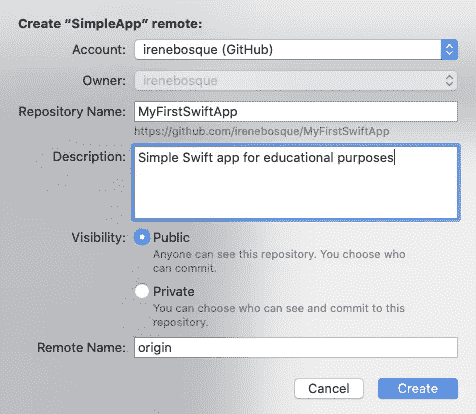 Create “SimpleApp” remote:
Account: irenebosque (GitHub)
Owner: irenebosque
Repository Name: MyFirstSwiftApp
https://github.com/irenebosque/MyFirstSwiftApp
Description: Simple Swift app for educational purposes
Visibility: Public
Anyone can see this repository. You choose who
can commit.
Private
You can choose who can see and commit to this
repository.
Remote Name: origin
Cancel Create